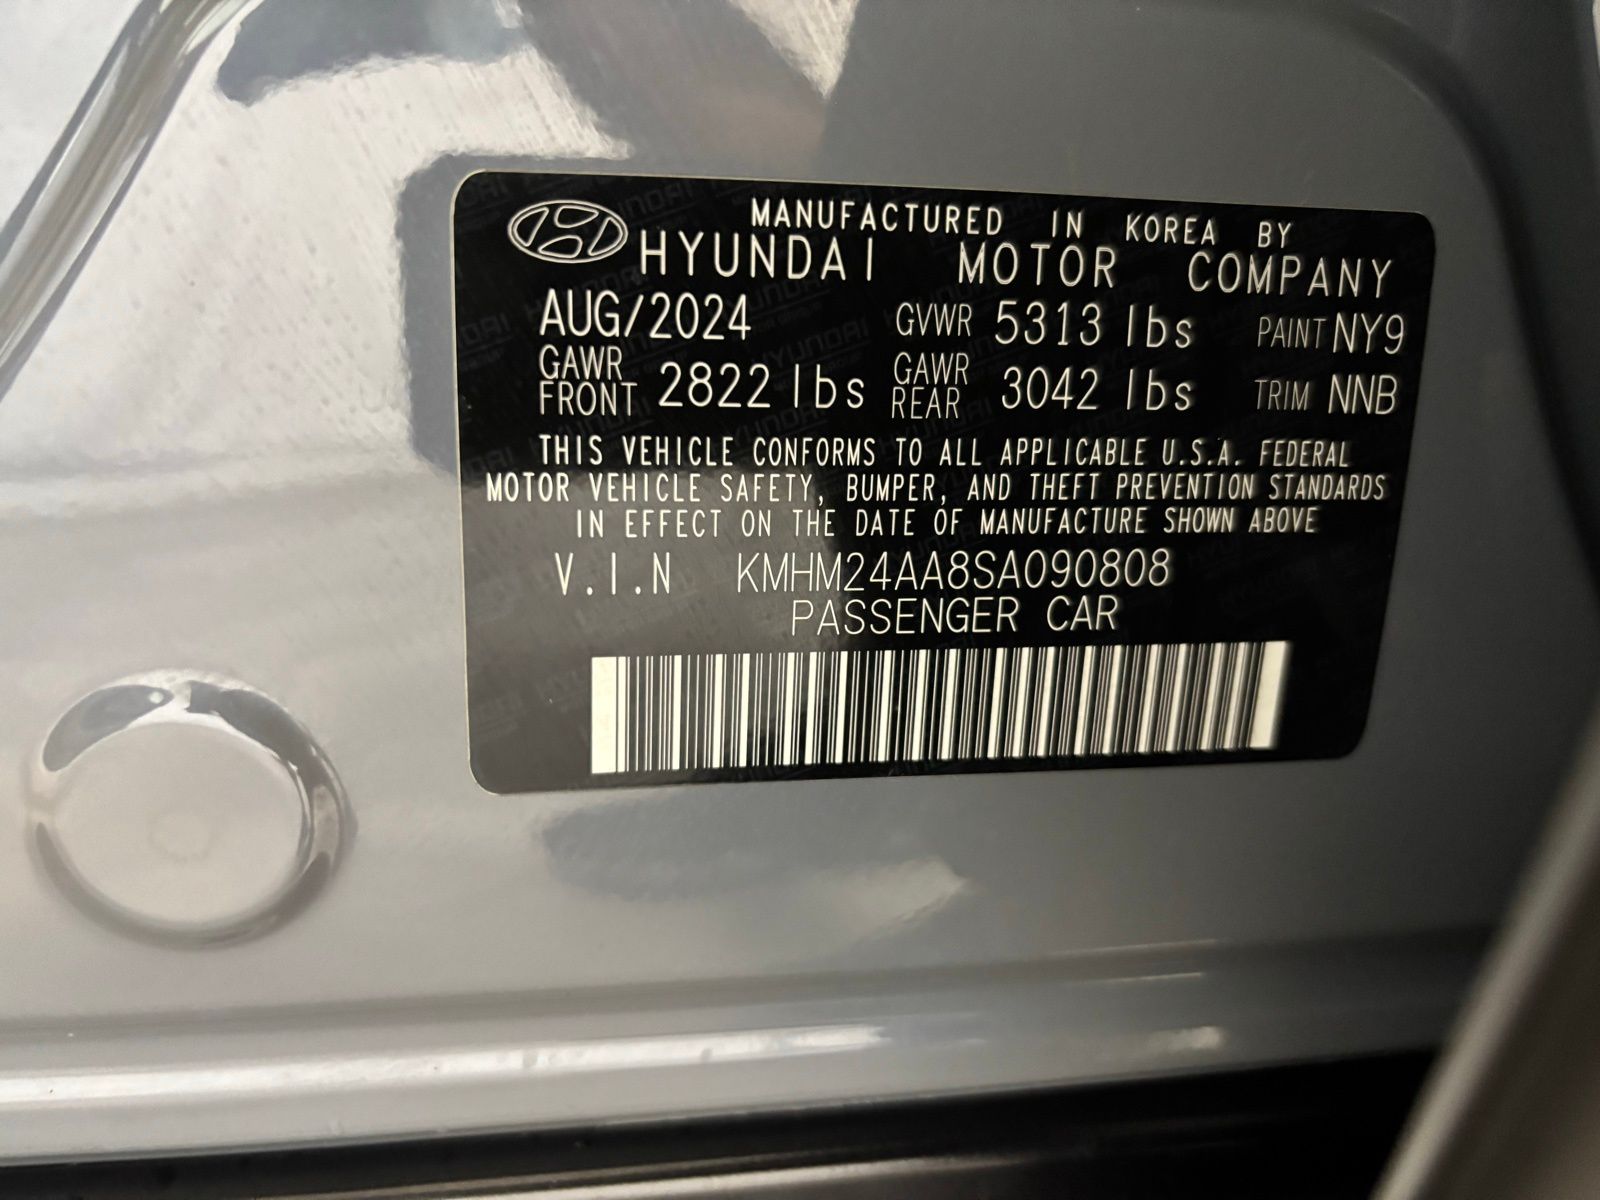 MANUFACTURED IN KOREA BY
HYUNDAI MOTOR COMPANY
AUG/2024 GVWR 5313 lbs PAINT NY9
GAWR FRONT 2822 lbs GAWR REAR 3042 lbs TRIM NNB
THIS VEHICLE CONFORMS TO ALL APPLICABLE U.S.A. FEDERAL
MOTOR VEHICLE SAFETY, BUMPER, AND THEFT PREVENTION STANDARDS
IN EFFECT ON THE DATE OF MANUFACTURE SHOWN ABOVE
V.I.N KMHM24AA8SA090808
PASSENGER CAR